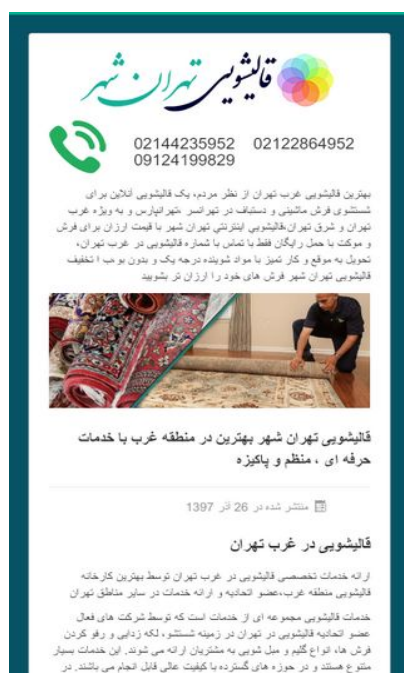 قالیشویی تهران شهر
02144235952 02122864952
09124199829
بهترین قالیشویی غرب تهران از نظر مردم، یک قالیشویی آنلاین برای
شستشوی فرش ماشینی و دستباف در تهرانسر ،تهرانپارس و به ویژه غرب
تهران و شرق تهران،قالیشویی اینترنتی تهران شهر با قیمت ارزان برای فرش
و موکت با حمل رایگان فقط با تماس با شماره قالیشویی در غرب تهران،
تحویل به موقع و کار تمیز با مواد شوینده درجه یک و بدون بو،ب ا تخفیف
قالیشویی تهران شهر فرش های خود را ارزان تر بشویید
قالیشویی تهران شهر بهترین در منطقه غرب با خدمات
حرفه ای ، منظم و پاکیزه
منتشر شده در 26 آذر 1397
قالیشویی در غرب تهران
ارائه خدمات تخصصی قالیشویی در غرب تهران توسط بهترین کارخانه
قالیشویی منطقه غرب،عضو اتحادیه و ارائه خدمات در سایر مناطق تهران
خدمات قالیشویی مجموعه ای از خدمات است که توسط شرکت های فعال
عضو اتحادیه قالیشویی در تهران در زمینه شستشو، لکه زدایی و رفو کردن
فرش ها، انواع گلیم و مبل شویی به مشتریان ارائه می شوند. این خدمات بسیار
متنوع هستند و در حوزه های گسترده با کیفیت عالی قابل انجام می باشند. در